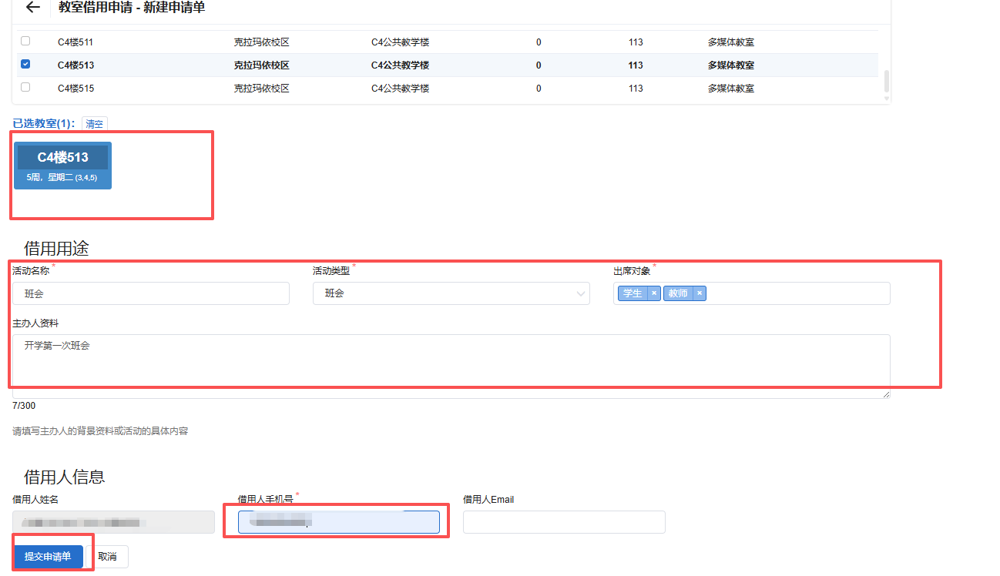 教室借用申请 - 新建申请单
C4楼511 克拉玛依校区 C4公共教学楼 0 113 多媒体教室
C4楼513 克拉玛依校区 C4公共教学楼 0 113 多媒体教室
C4楼515 克拉玛依校区 C4公共教学楼 0 113 多媒体教室
已选教室(1)： 清空
C4楼513
5周，星期二 (3,4,5)
借用用途
活动名称* 活动类型* 出席对象*
班会 班会 学生 × 教师 ×
主办人资料
开学第一次班会
7/300
请填写主办人的背景资料或活动的具体内容
借用人信息
借用人姓名 借用人手机号* 借用人Email
提交申请单 取消